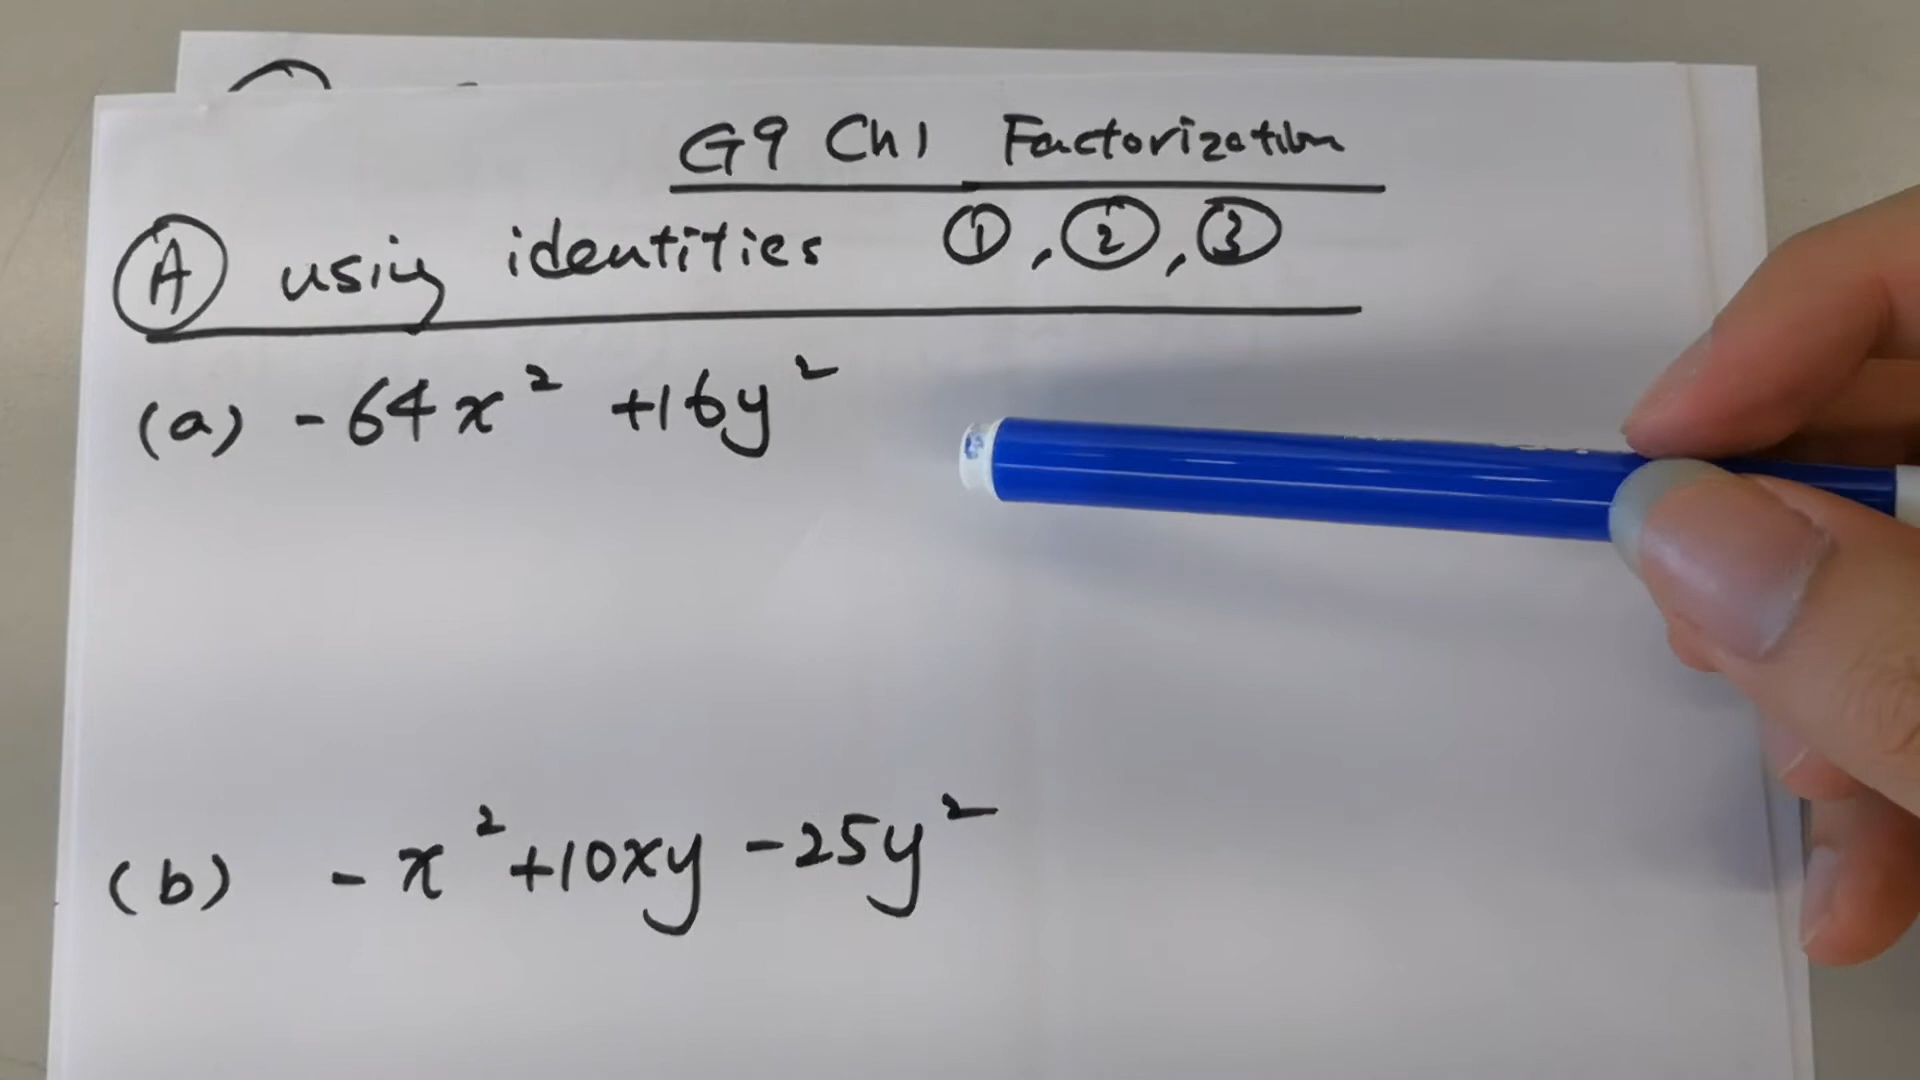 G9 Ch1 Factorization
Ⓐ using identities ①, ②, ③
(a) -64x² +16y²
(b) -x²+10xy -25y²